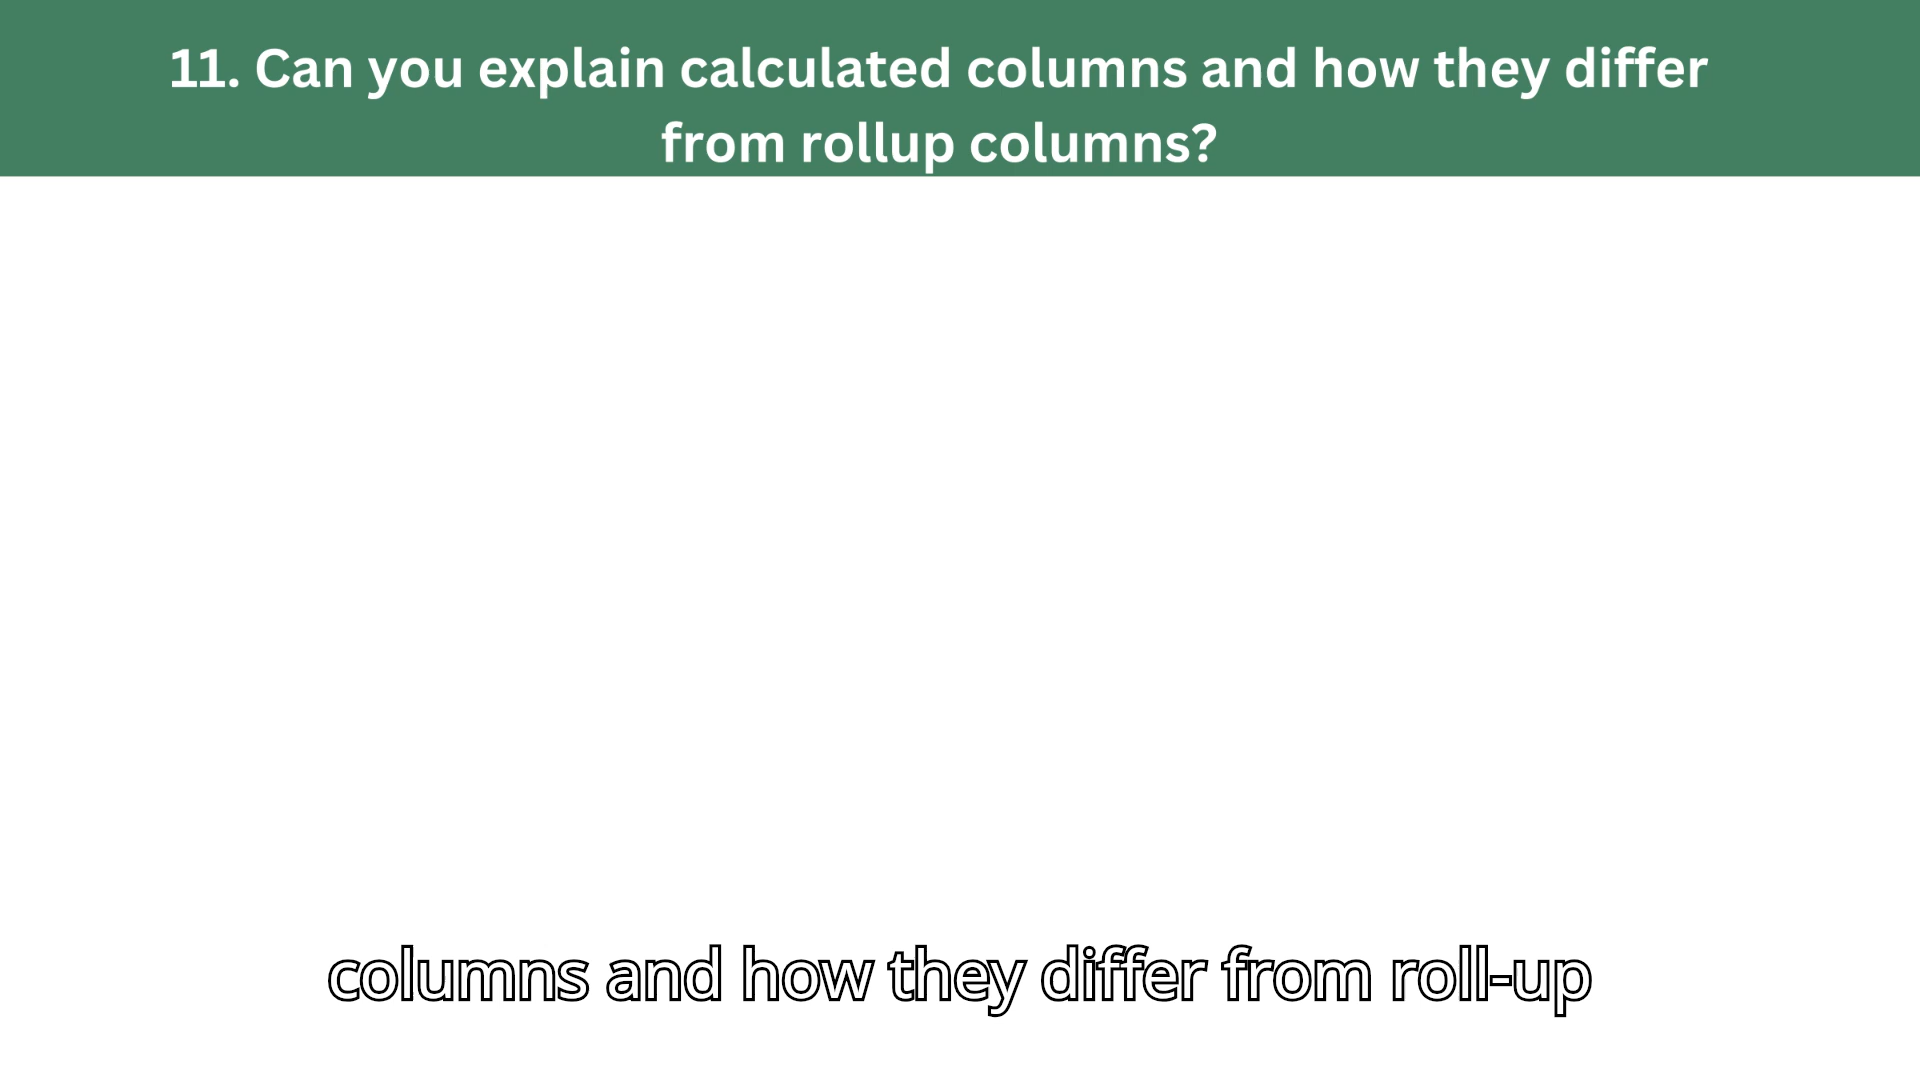 11. Can you explain calculated columns and how they differ
from rollup columns?
columns and how they differ from roll-up